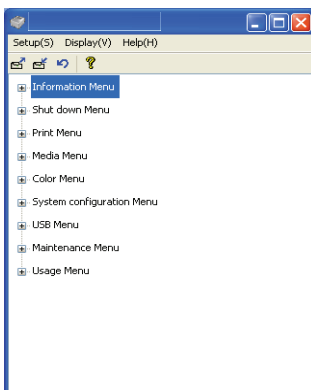 Setup(S) Display(V) Help(H)
Information Menu
Shut down Menu
Print Menu
Media Menu
Color Menu
System configuration Menu
USB Menu
Maintenance Menu
Usage Menu